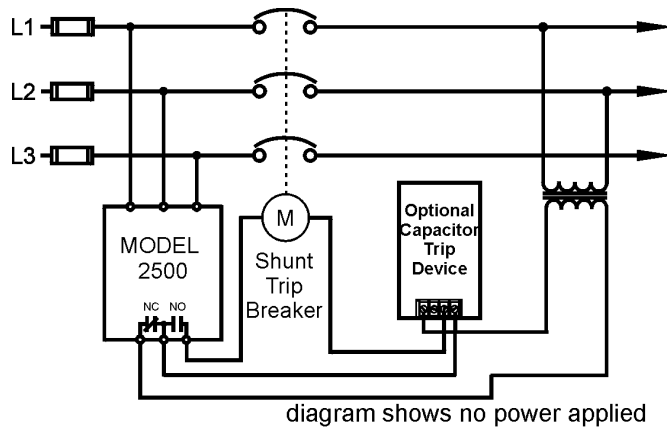 L1
L2
L3
MODEL
2500
NC NO
M
Shunt
Trip
Breaker
Optional
Capacitor
Trip
Device
diagram shows no power applied